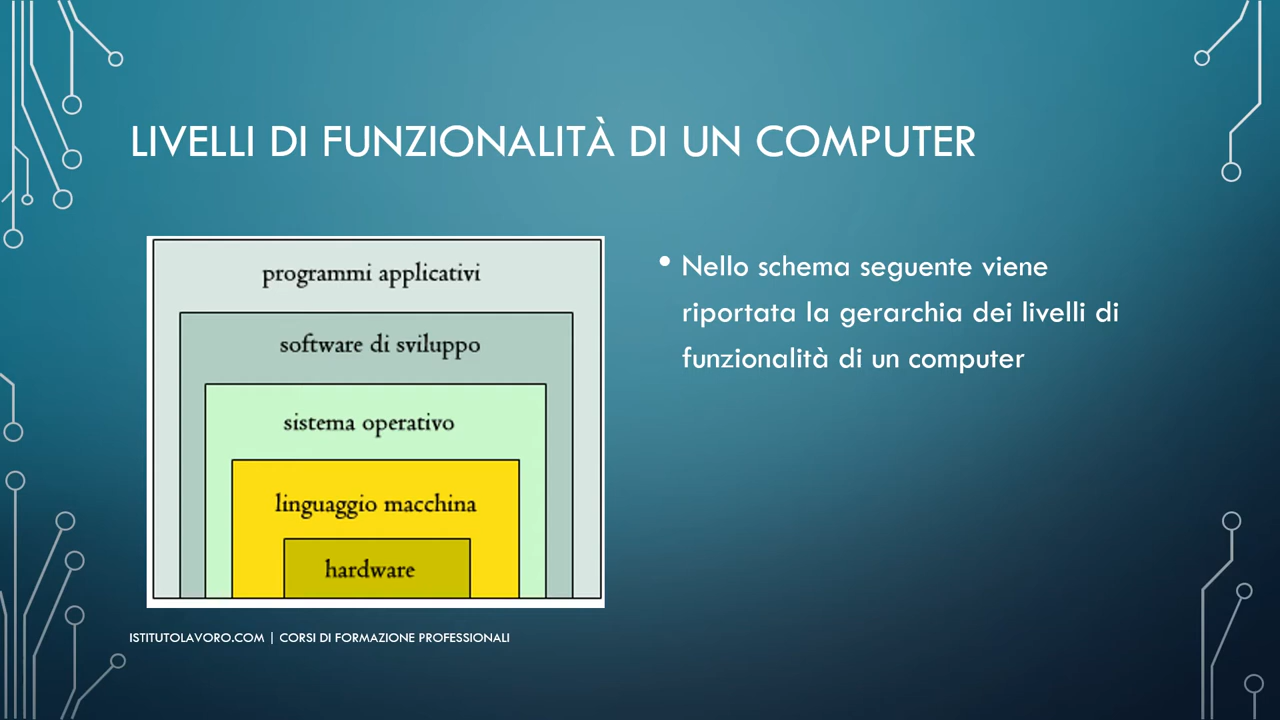 LIVELLI DI FUNZIONALITÀ DI UN COMPUTER
programmi applicativi
software di sviluppo
sistema operativo
linguaggio macchina
hardware
• Nello schema seguente viene
riportata la gerarchia dei livelli di
funzionalità di un computer
ISTITUTOLAVORO.COM | CORSI DI FORMAZIONE PROFESSIONALI